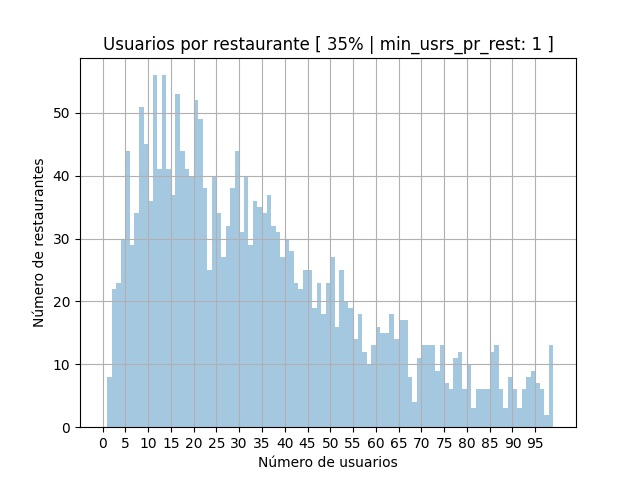 Usuarios por restaurante [ 35% | min_usrs_pr_rest: 1 ]
Número de restaurantes
50
40
30
20
10
0
0 5 10 15 20 25 30 35 40 45 50 55 60 65 70 75 80 85 90 95
Número de usuarios